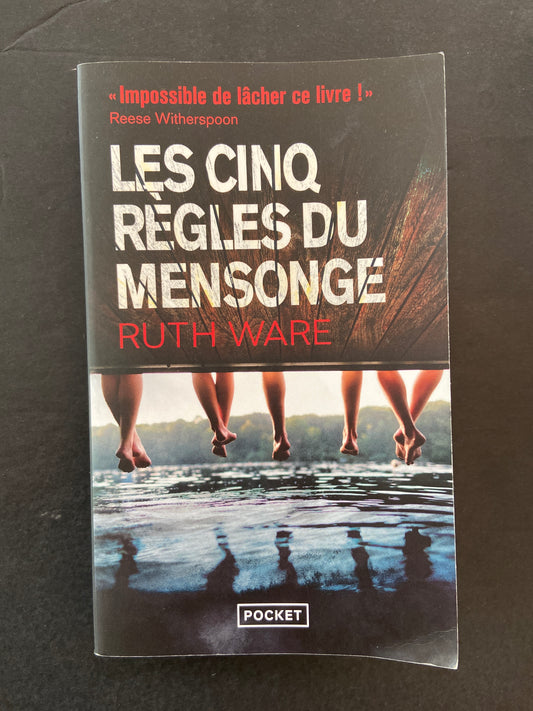 « Impossible de lâcher ce livre ! »
Reese Witherspoon
LES CINQ
RÈGLES DU
MENSONGE
RUTH WARE
POCKET